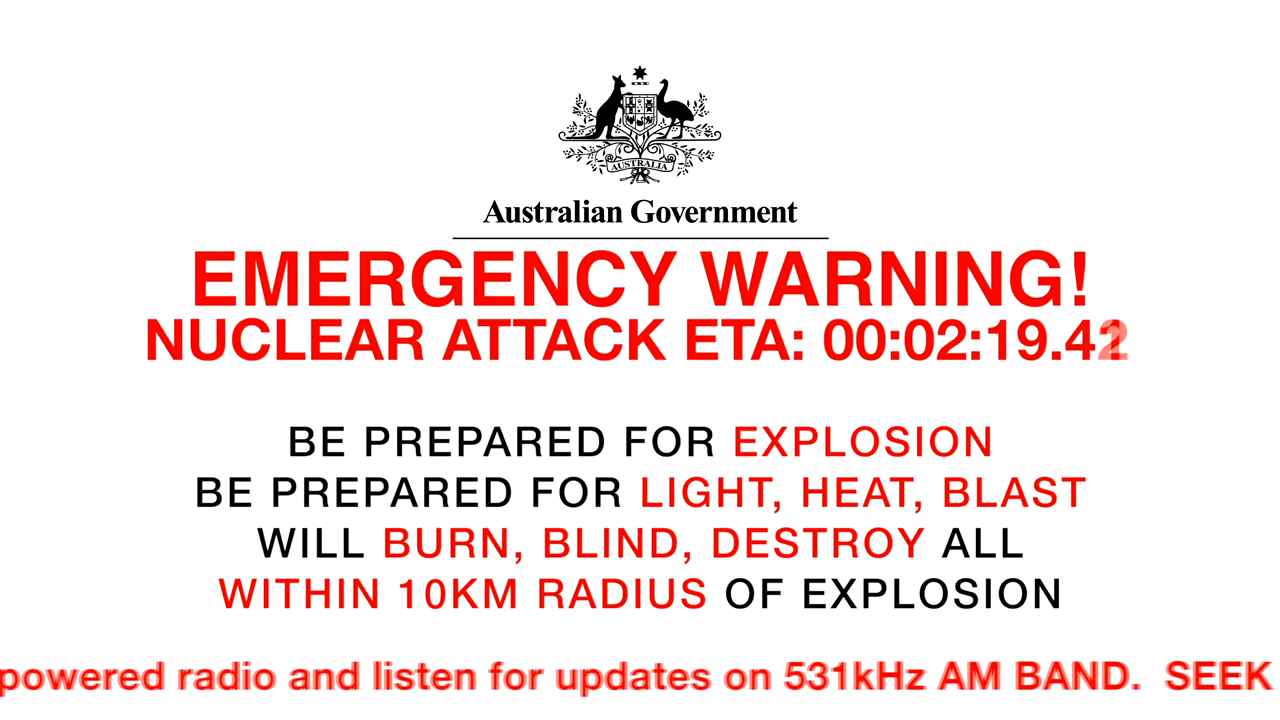 AUSTRALIA
Australian Government
EMERGENCY WARNING!
NUCLEAR ATTACK ETA: 00:02:19.4
BE PREPARED FOR EXPLOSION
BE PREPARED FOR LIGHT, HEAT, BLAST
WILL BURN, BLIND, DESTROY ALL
WITHIN 10KM RADIUS OF EXPLOSION
powered radio and listen for updates on 531kHz AM BAND. SEEK